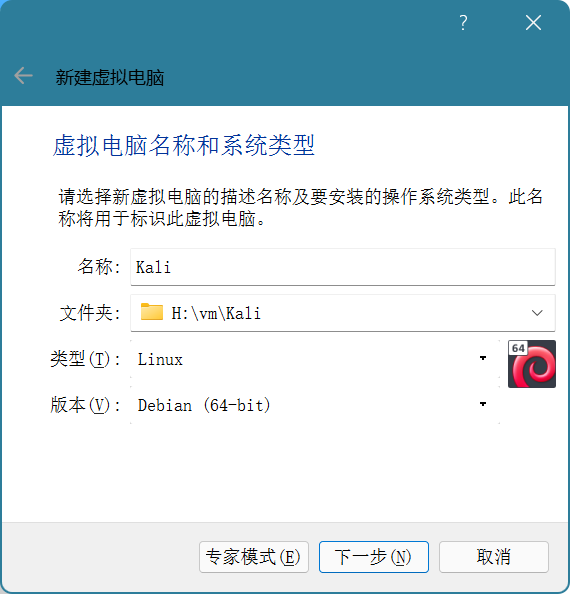 ?
新建虚拟电脑
虚拟电脑名称和系统类型
请选择新虚拟电脑的描述名称及要安装的操作系统类型。此名
称将用于标识此虚拟电脑。
名称: Kali
文件夹: H:\vm\Kali
类型(T): Linux
64
版本(V): Debian (64-bit)
专家模式(E) 下一步(N) 取消